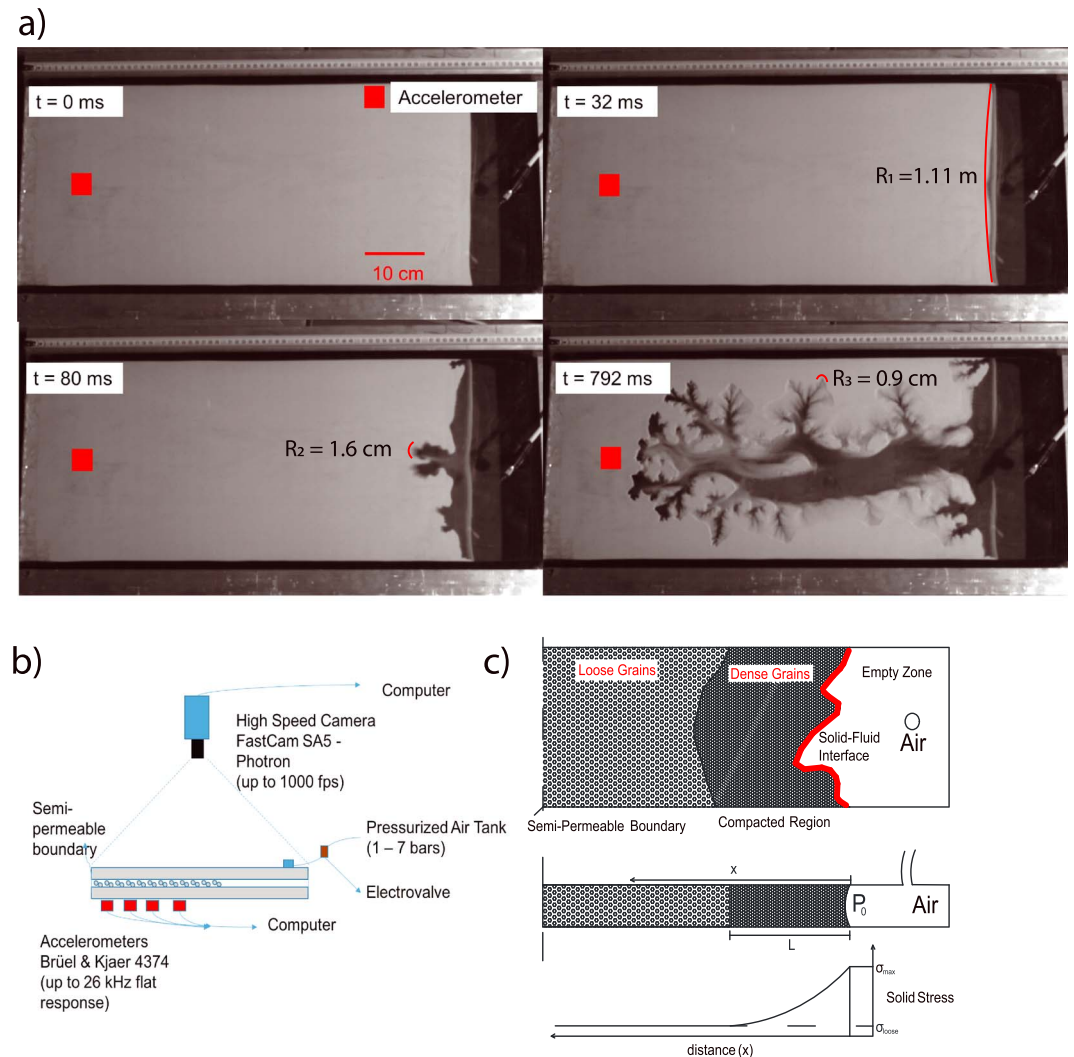 a)
t = 0 ms
Accelerometer
10 cm
t = 32 ms
R₁ =1.11 m
t = 80 ms
R₂ = 1.6 cm
t = 792 ms
R₃ = 0.9 cm
b)
Computer
High Speed Camera
FastCam SA5 -
Photron
(up to 1000 fps)
Semi-
permeable
boundary
Pressurized Air Tank
(1 – 7 bars)
Electrovalve
Computer
Accelerometers
Brüel & Kjaer 4374
(up to 26 kHz flat
response)
c)
Loose Grains
Dense Grains
Empty Zone
Air
Solid-Fluid
Interface
Semi-Permeable Boundary
Compacted Region
x
P₀
Air
L
σmax
Solid Stress
σloose
distance (x)